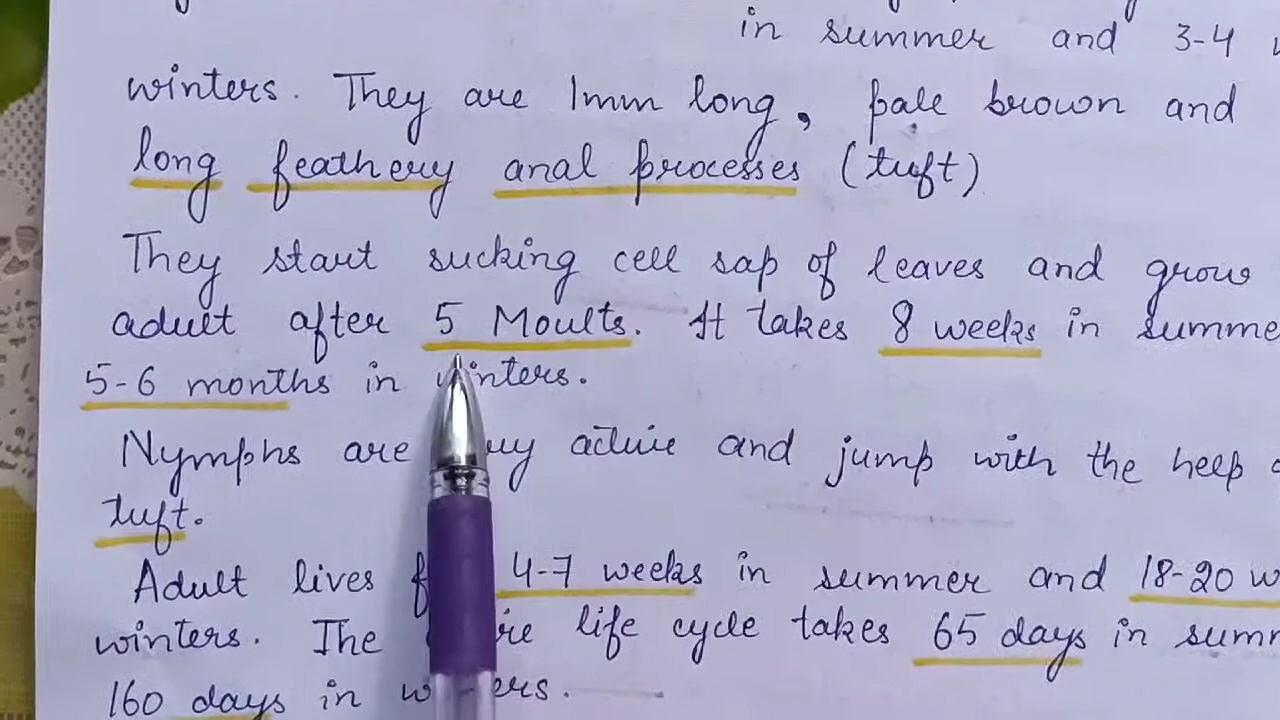 in summer and 3-4
winters. They are 1mm long, pale brown and
long feathery anal processes (tuft)
They start sucking cell sap of leaves and grow
adult after 5 Moults. It takes 8 weeks in summe
5-6 months in winters.
Nymphs are active and jump with the help
tuft.
Adult lives 4-7 weeks in summer and 18-20 w
winters. The life cycle takes 65 days in summ
160 days in